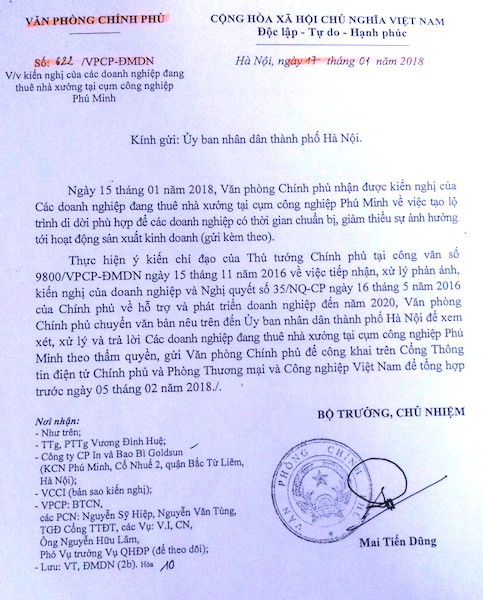 VĂN PHÒNG CHÍNH PHỦ
CỘNG HÒA XÃ HỘI CHỦ NGHĨA VIỆT NAM
Độc lập - Tự do - Hạnh phúc
Số: 622 /VPCP-ĐMDN
Hà Nội, ngày 17 tháng 01 năm 2018
V/v kiến nghị của các doanh nghiệp đang
thuê nhà xưởng tại cụm công nghiệp
Phú Minh
Kính gửi: Ủy ban nhân dân thành phố Hà Nội.
Ngày 15 tháng 01 năm 2018, Văn phòng Chính phủ nhận được kiến nghị của
Các doanh nghiệp đang thuê nhà xưởng tại cụm công nghiệp Phú Minh về việc tạo lộ
trình di dời phù hợp để các doanh nghiệp có thời gian chuẩn bị, giảm thiểu sự ảnh hưởng
tới hoạt động sản xuất kinh doanh (gửi kèm theo).
Thực hiện ý kiến chỉ đạo của Thủ tướng Chính phủ tại công văn số
9800/VPCP-ĐMDN ngày 15 tháng 11 năm 2016 về việc tiếp nhận, xử lý phản ánh,
kiến nghị của doanh nghiệp và Nghị quyết số 35/NQ-CP ngày 16 tháng 5 năm 2016
của Chính phủ về hỗ trợ và phát triển doanh nghiệp đến năm 2020, Văn phòng
Chính phủ chuyển văn bản nêu trên đến Ủy ban nhân dân thành phố Hà Nội để xem
xét, xử lý và trả lời Các doanh nghiệp đang thuê nhà xưởng tại cụm công nghiệp Phú
Minh theo thẩm quyền, gửi Văn phòng Chính phủ để công khai trên Cổng Thông
tin điện tử Chính phủ và Phòng Thương mại và Công nghiệp Việt Nam để tổng hợp
trước ngày 05 tháng 02 năm 2018./.
Nơi nhận:
- Như trên;
- TTg, PTTg Vương Đình Huệ;
- Công ty CP In và Bao Bì Goldsun
(KCN Phú Minh, Cổ Nhuế 2, quận Bắc Từ Liêm,
Hà Nội);
- VCCI (bản sao kiến nghị);
- VPCP: BTCN,
các PCN: Nguyễn Sỹ Hiệp, Nguyễn Văn Tùng,
TGĐ Cổng TTĐT, các Vụ: V.I, CN,
Ông Nguyễn Hữu Lâm,
Phó Vụ trưởng Vụ QHĐP (để theo dõi);
- Lưu: VT, ĐMDN (2b). Hòa 10
BỘ TRƯỞNG, CHỦ NHIỆM
VĂN PHÒNG CHÍNH PHỦ
Mai Tiến Dũng